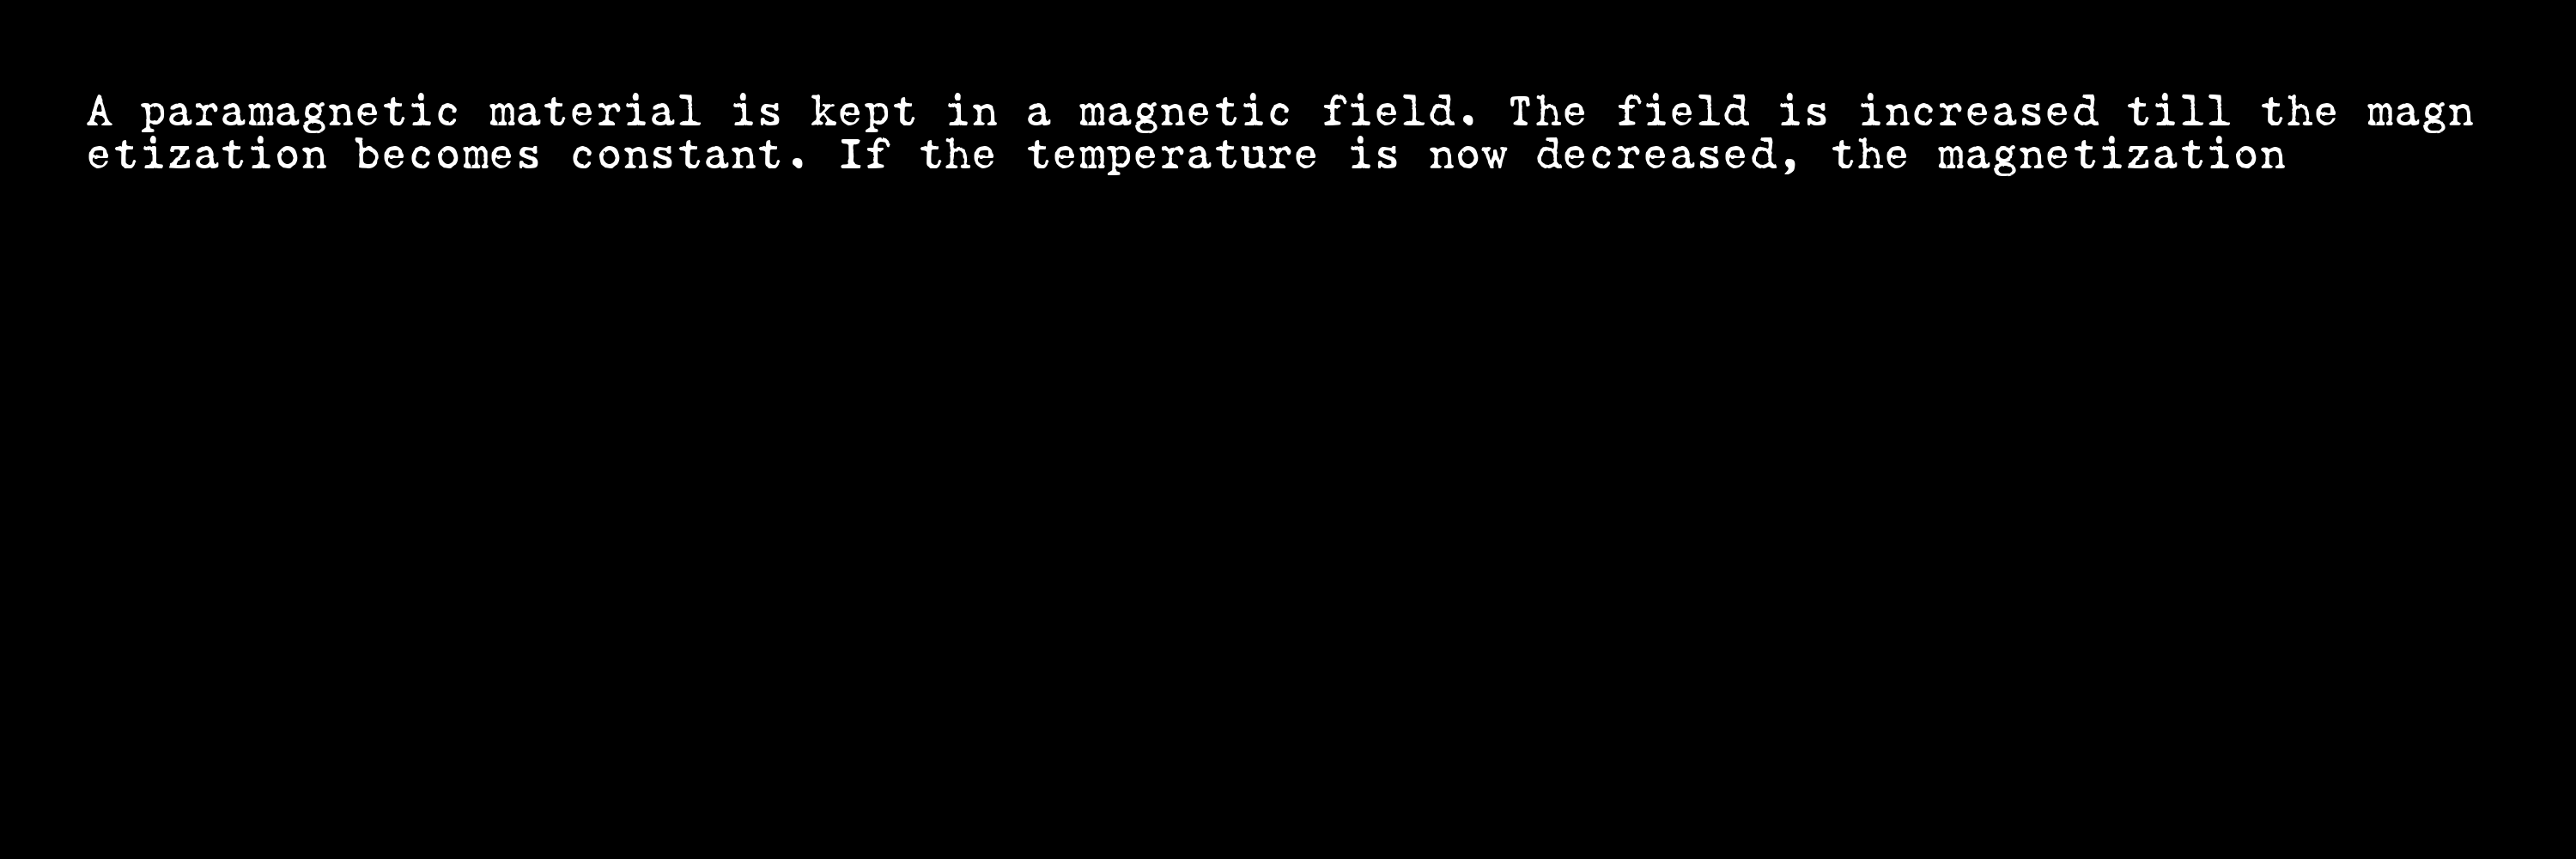 A paramagnetic material is kept in a magnetic field. The field is increased till the magn
etization becomes constant. If the temperature is now decreased, the magnetization